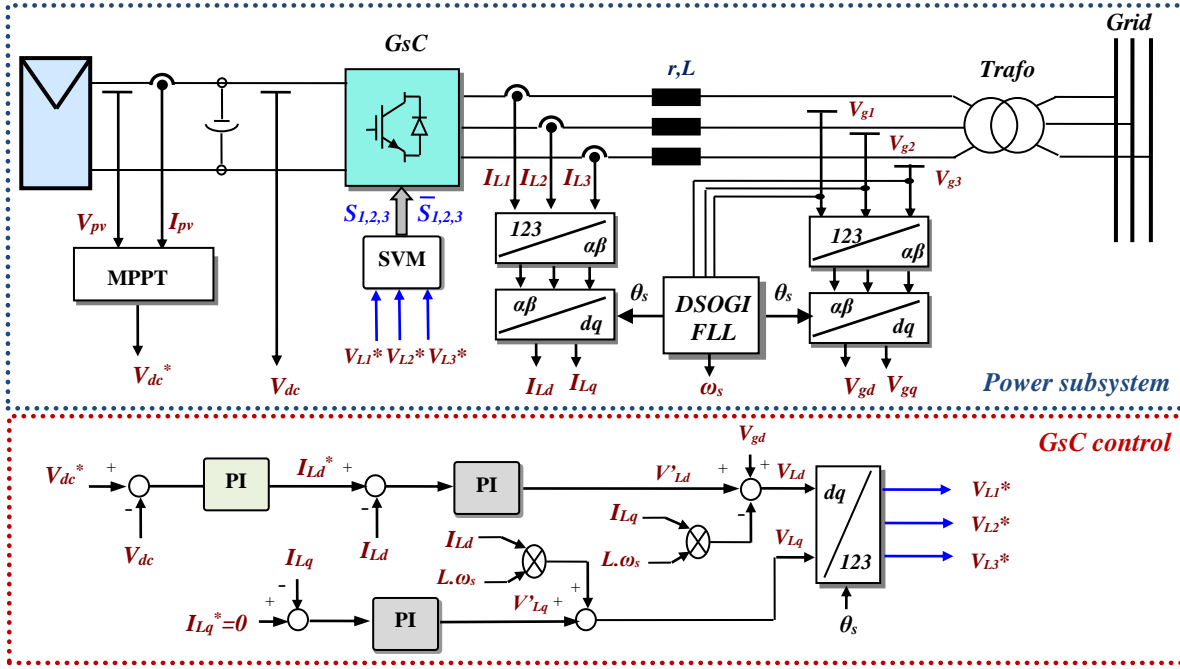 Grid
GsC
Trafo
r,L
Vg1
Vg2
Vg3
IL1 IL2 IL3
Vpv Ipv
S1,2,3 S̅1,2,3
123
αβ
123
αβ
MPPT
SVM
αβ
dq
θs
DSOGI
FLL
θs
αβ
dq
VL1* VL2* VL3*
Vdc*
Vdc
ILd ILq
ωs
Vgd Vgq
Power subsystem
GsC control
Vgd
Vdc* +
-
PI
ILd* +
-
PI
V'Ld +
+
-
VLd
dq
123
VL1*
VL2*
VL3*
Vdc
ILd
ILq
L.ωs
ILd
L.ωs
VLq
ILq
-
+
ILq*=0
PI
V'Lq +
+
θs